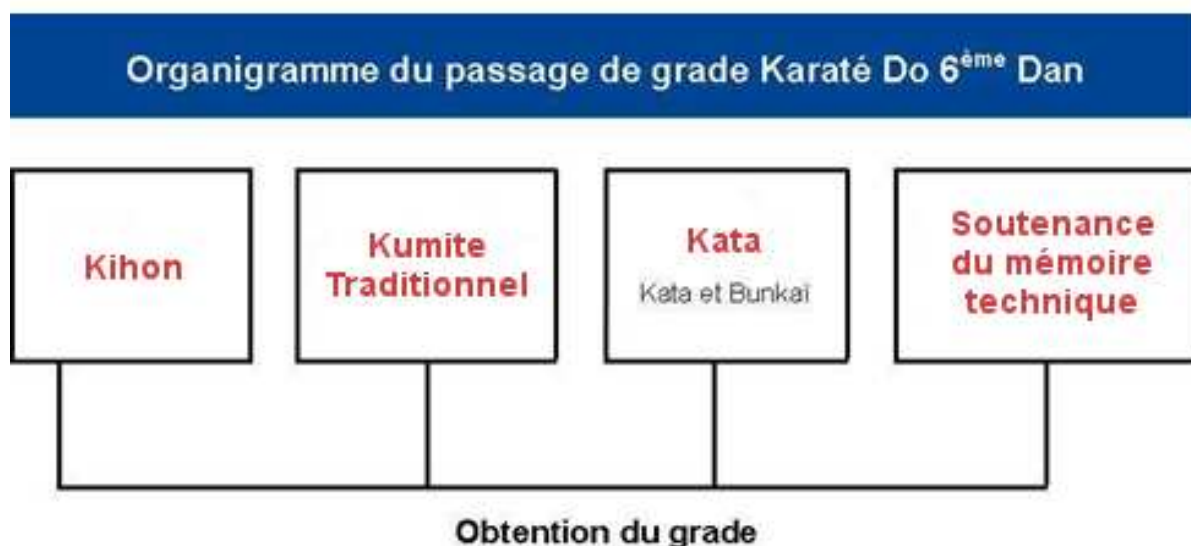 Organigramme du passage de grade Karaté Do 6ème Dan
Kihon
Kumite
Traditionnel
Kata
Kata et Bunkaï
Soutenance
du mémoire
technique
Obtention du grade